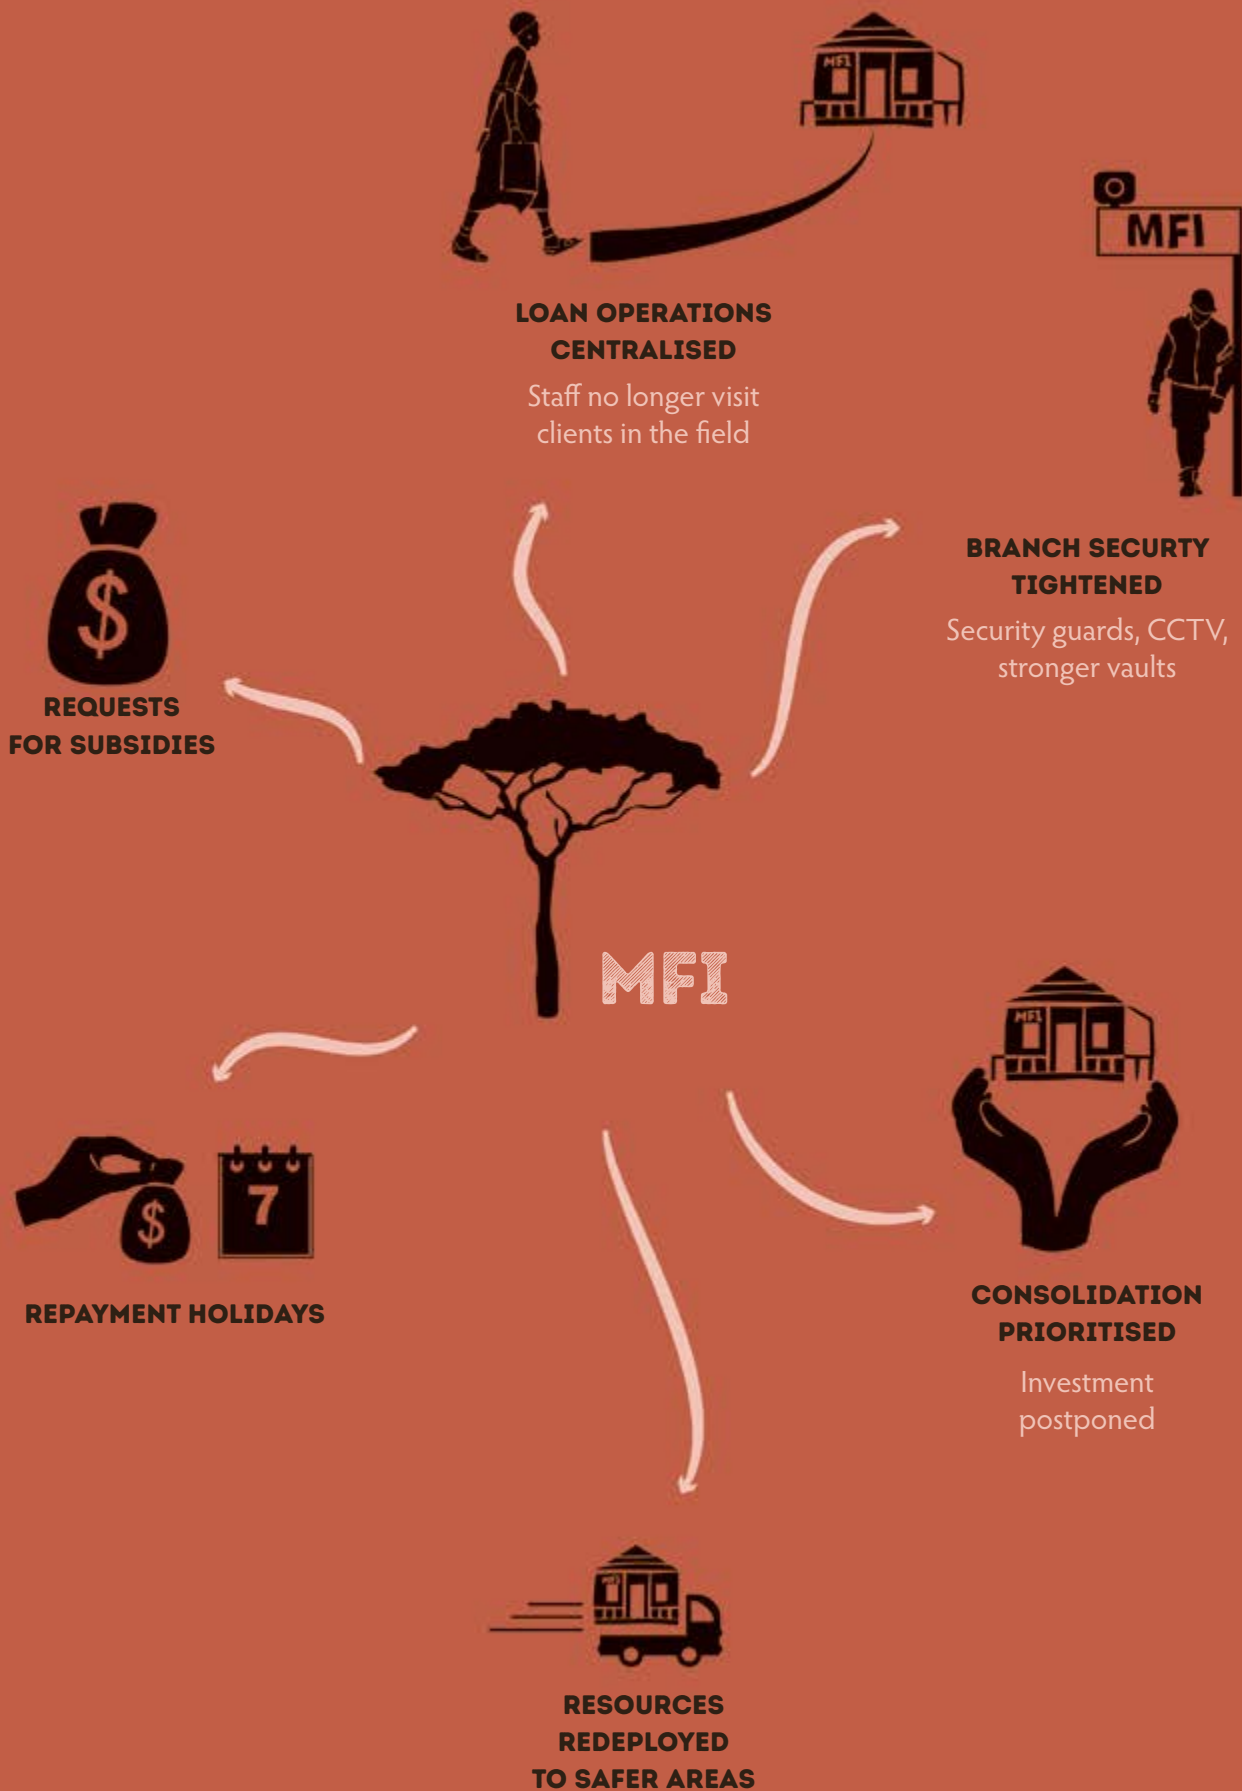 MFI
MFI
LOAN OPERATIONS
CENTRALISED
Staff no longer visit
clients in the field
BRANCH SECURTY
TIGHTENED
Security guards, CCTV,
stronger vaults
$
REQUESTS
FOR SUBSIDIES
MFI
MFI
$
7
REPAYMENT HOLIDAYS
CONSOLIDATION
PRIORITISED
Investment
postponed
MFI
RESOURCES
REDEPLOYED
TO SAFER AREAS